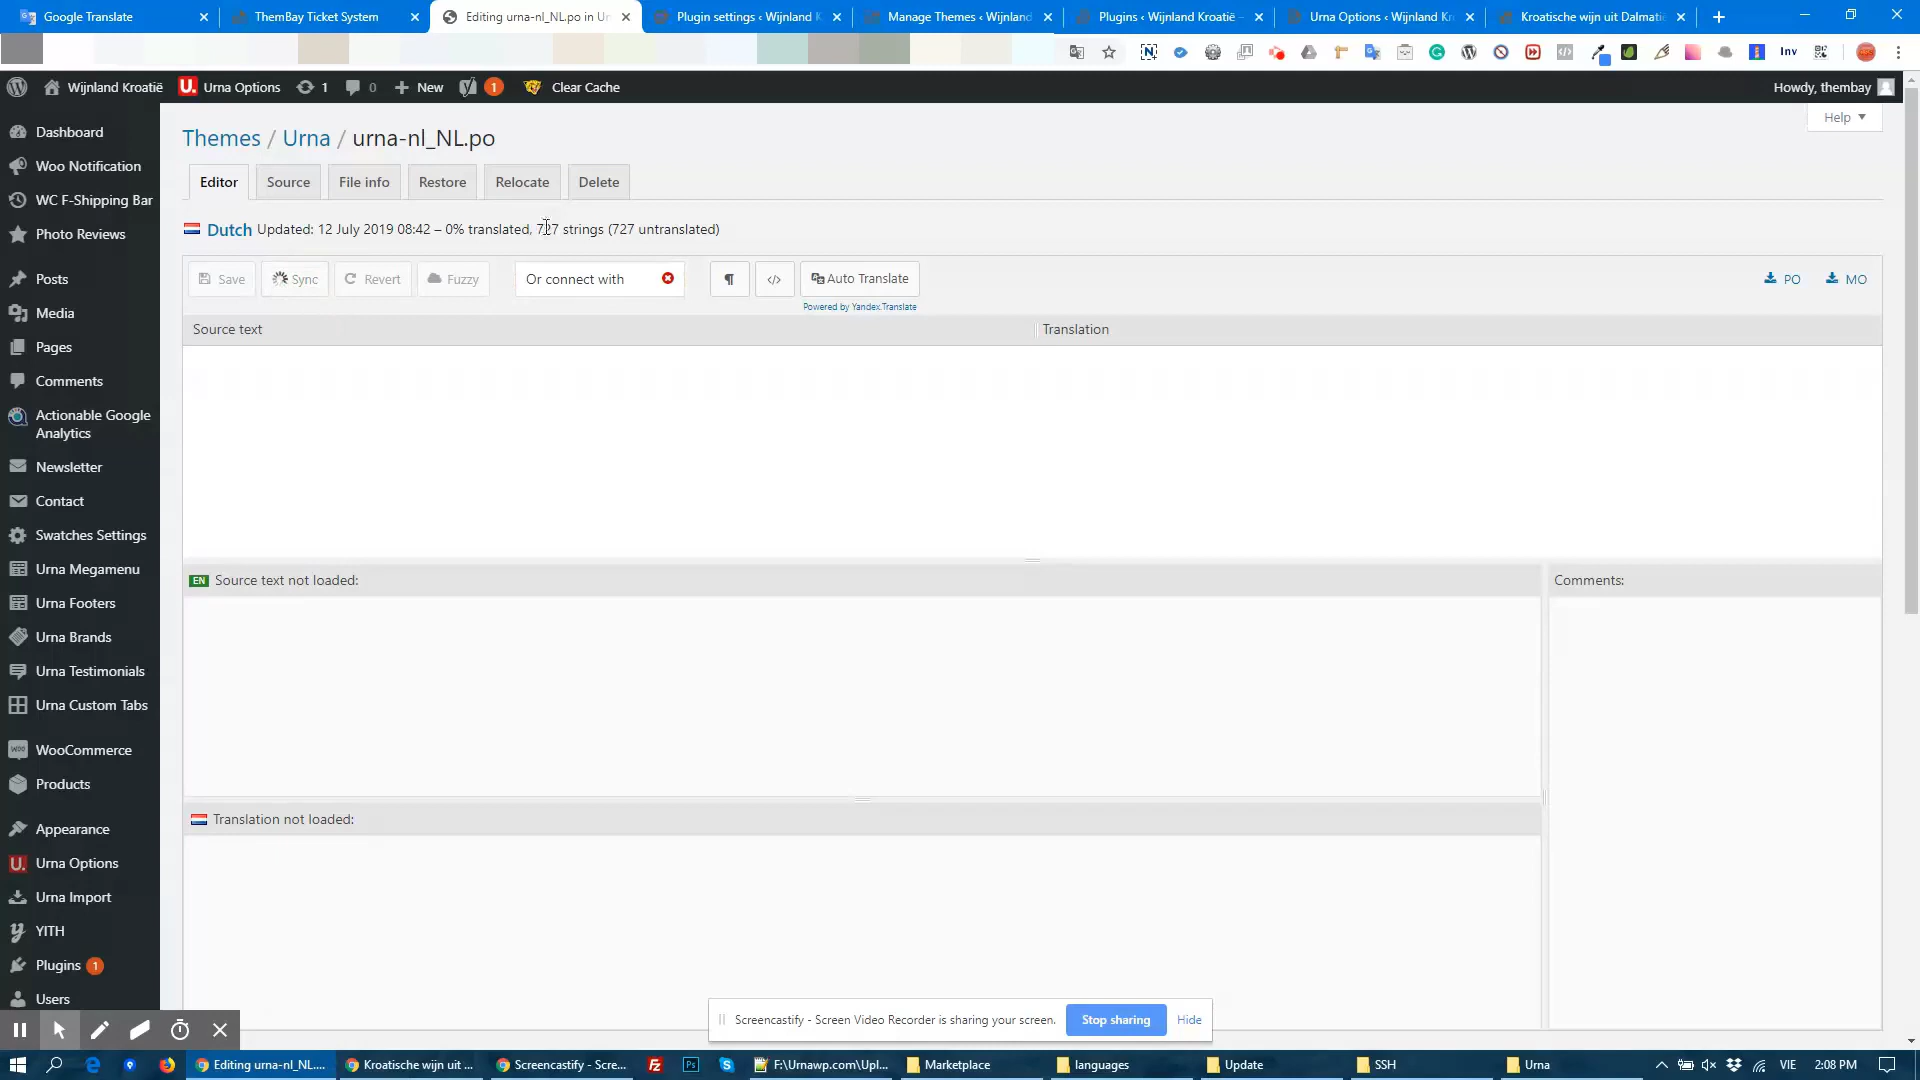 Google Translate
ThemBay Ticket System
Editing urna-nl_NL.po in Ur
Plugin settings ‹ Wijnland K
Manage Themes ‹ Wijnland
Plugins ‹ Wijnland Kroatië –
Urna Options ‹ Wijnland Kr
Kroatische wijn uit Dalmati
Inv
Wijnland Kroatië
Urna Options
1
0
New
1
Clear Cache
Howdy, thembay
Help
Dashboard
Woo Notification
WC F-Shipping Bar
Photo Reviews
Posts
Media
Pages
Comments
Actionable Google
Analytics
Newsletter
Contact
Swatches Settings
Urna Megamenu
Urna Footers
Urna Brands
Urna Testimonials
Urna Custom Tabs
WooCommerce
Products
Appearance
Urna Options
Urna Import
YITH
Plugins 1
Users
Themes / Urna / urna-nl_NL.po
Editor
Source
File info
Restore
Relocate
Delete
Dutch Updated: 12 July 2019 08:42 – 0% translated, 727 strings (727 untranslated)
Save
Sync
Revert
Fuzzy
Or connect with
¶
</>
Auto Translate
Powered by Yandex.Translate
PO
MO
Source text
Translation
EN Source text not loaded:
Comments:
Translation not loaded:
Screencastify - Screen Video Recorder is sharing your screen.
Stop sharing
Hide
Editing urna-nl_NL....
Kroatische wijn uit ...
Screencastify - Scre...
Fz
Ps
F:\Urnawp.com\Upl...
Marketplace
languages
Update
SSH
Urna
VIE
2:08 PM